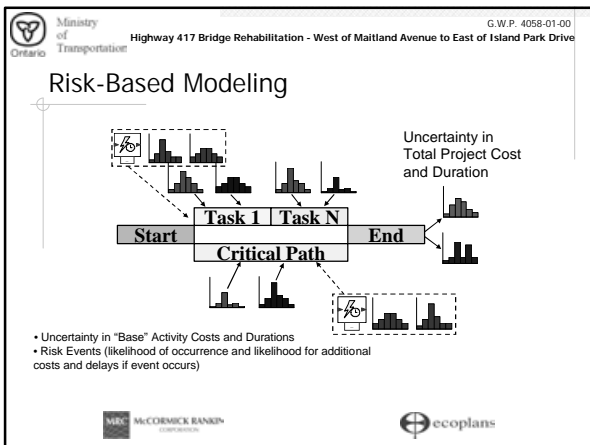 Ministry
of
Transportation
Ontario
G.W.P. 4058-01-00
Highway 417 Bridge Rehabilitation - West of Maitland Avenue to East of Island Park Drive
Risk-Based Modeling
Uncertainty in
Total Project Cost
and Duration
Task 1 Task N
Start
End
Critical Path
• Uncertainty in "Base" Activity Costs and Durations
• Risk Events (likelihood of occurrence and likelihood for additional
costs and delays if event occurs)
MRC McCORMICK RANKIN
CORPORATION
ecoplans